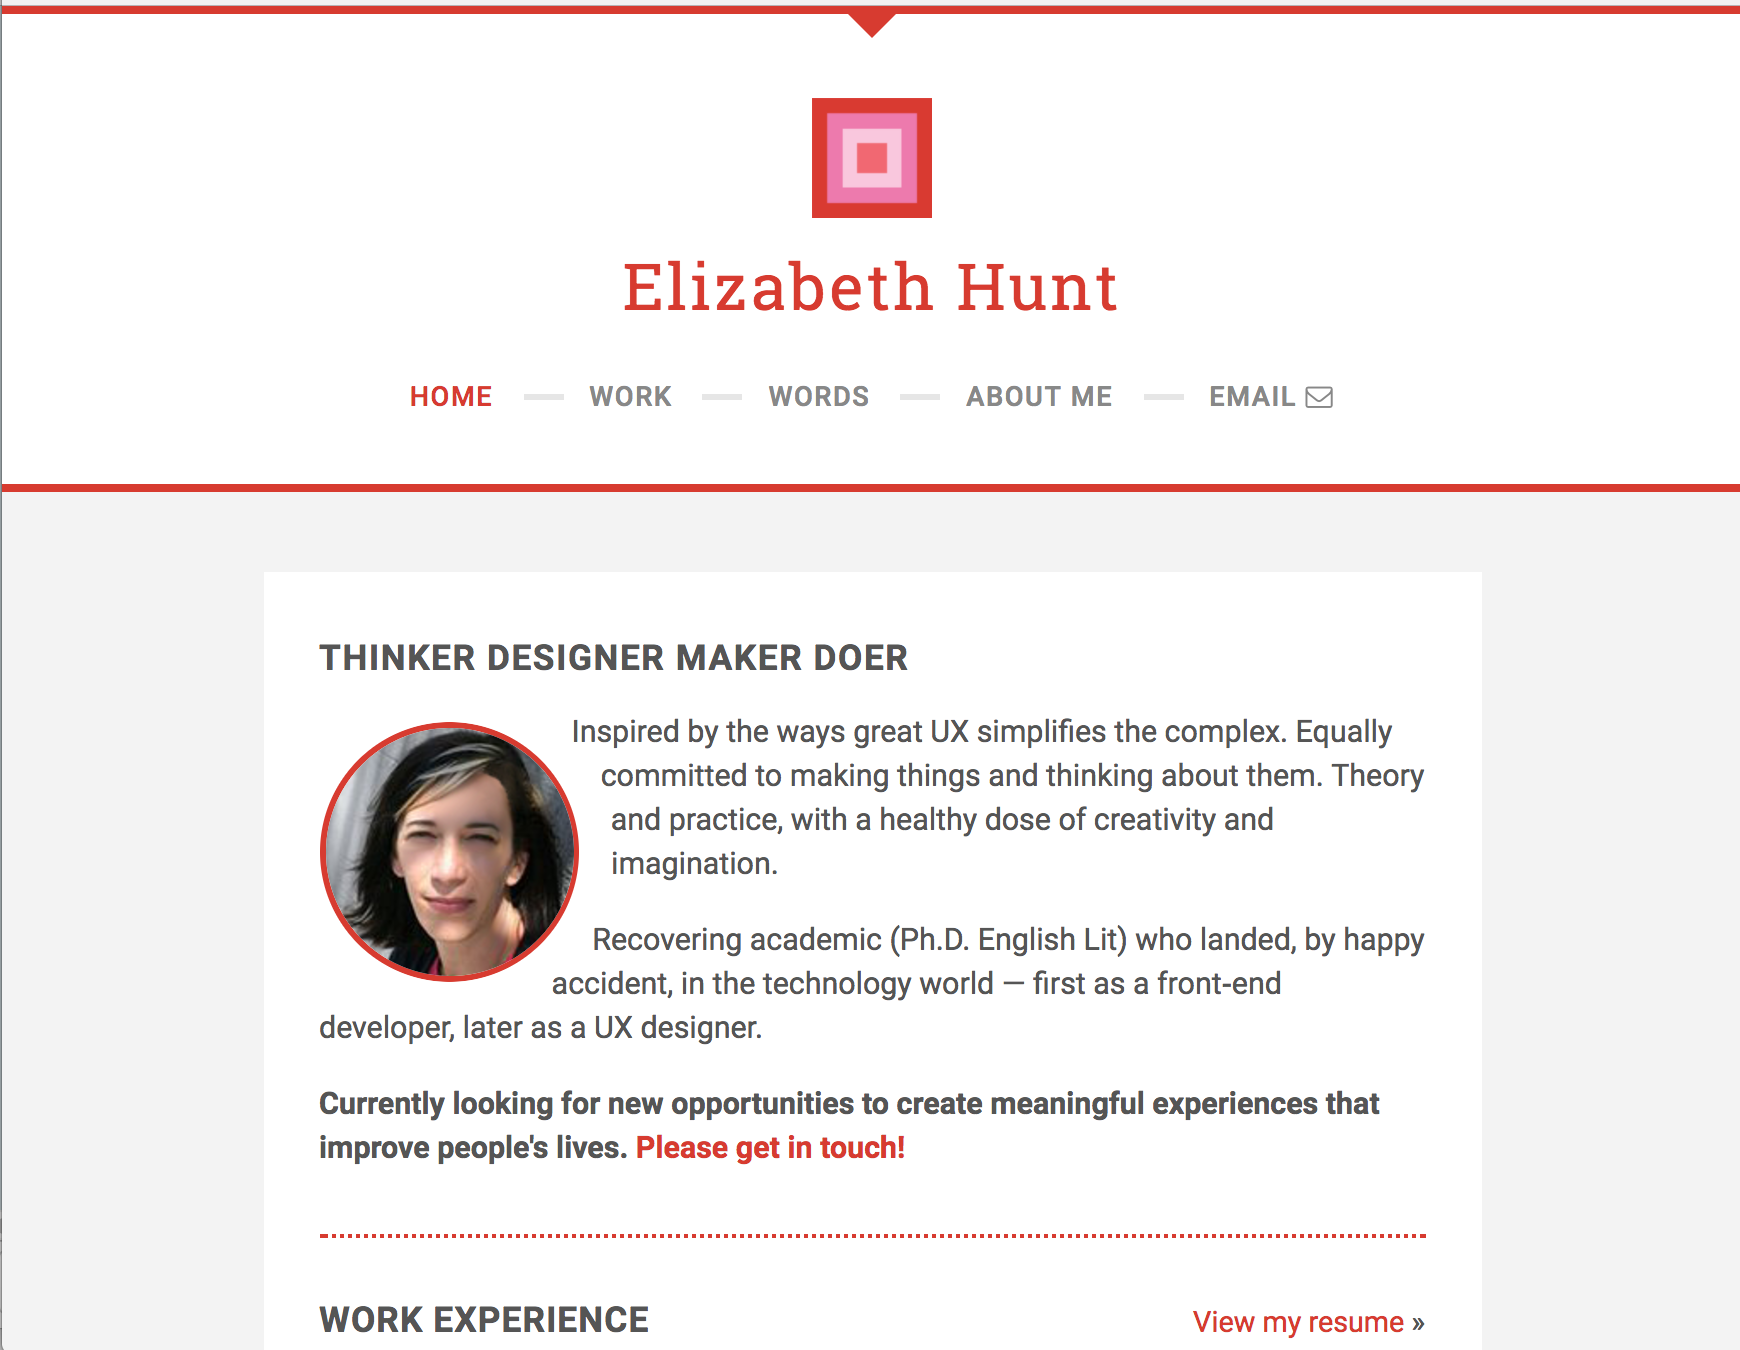 Elizabeth Hunt
HOME WORK WORDS ABOUT ME EMAIL
THINKER DESIGNER MAKER DOER
Inspired by the ways great UX simplifies the complex. Equally
committed to making things and thinking about them. Theory
and practice, with a healthy dose of creativity and
imagination.
Recovering academic (Ph.D. English Lit) who landed, by happy
accident, in the technology world — first as a front-end
developer, later as a UX designer.
Currently looking for new opportunities to create meaningful experiences that
improve people's lives. Please get in touch!
WORK EXPERIENCE View my resume »